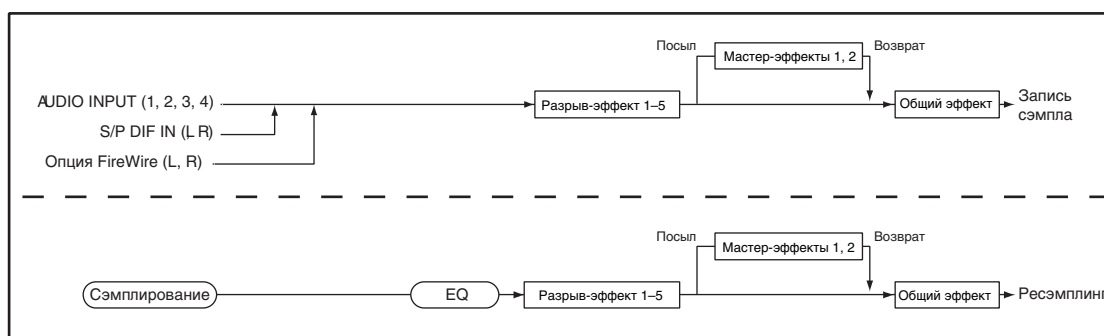 Посыл
Мастер-эффекты 1, 2
Возврат
AUDIO INPUT (1, 2, 3, 4)
Разрыв-эффект 1–5
Общий эффект
Запись
сэмпла
S/P DIF IN (L R)
Опция FireWire (L, R)
Посыл
Мастер-эффекты 1, 2
Возврат
Сэмплирование
EQ
Разрыв-эффект 1–5
Общий эффект
Ресэмплинг